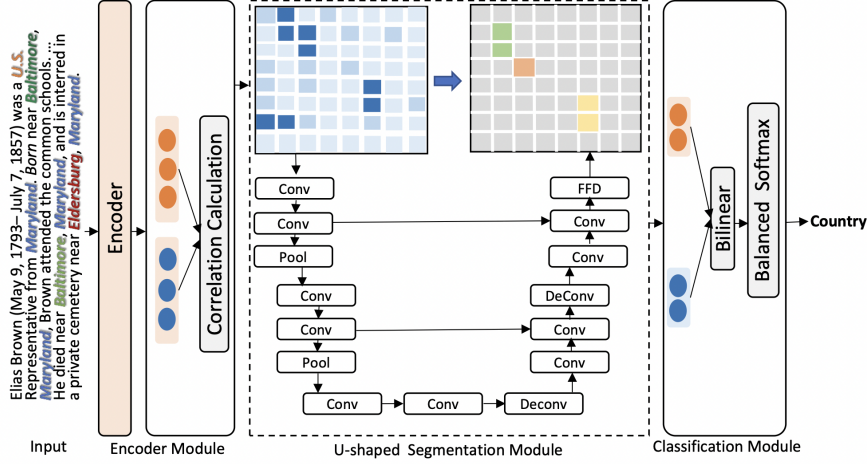 Elias Brown (May 9, 1793– July 7, 1857) was a U.S.
Representative from Maryland. Born near Baltimore,
Maryland, Brown attended the common schools. ...
He died near Baltimore, Maryland, and is interred in
a private cemetery near Eldersburg, Maryland.
Encoder
Correlation Calculation
Conv
Conv
Pool
Conv
Conv
Pool
Conv
Conv
Deconv
Conv
Conv
DeConv
Conv
Conv
FFD
Bilinear
Balanced Softmax
Country
Input
Encoder Module
U-shaped Segmentation Module
Classification Module